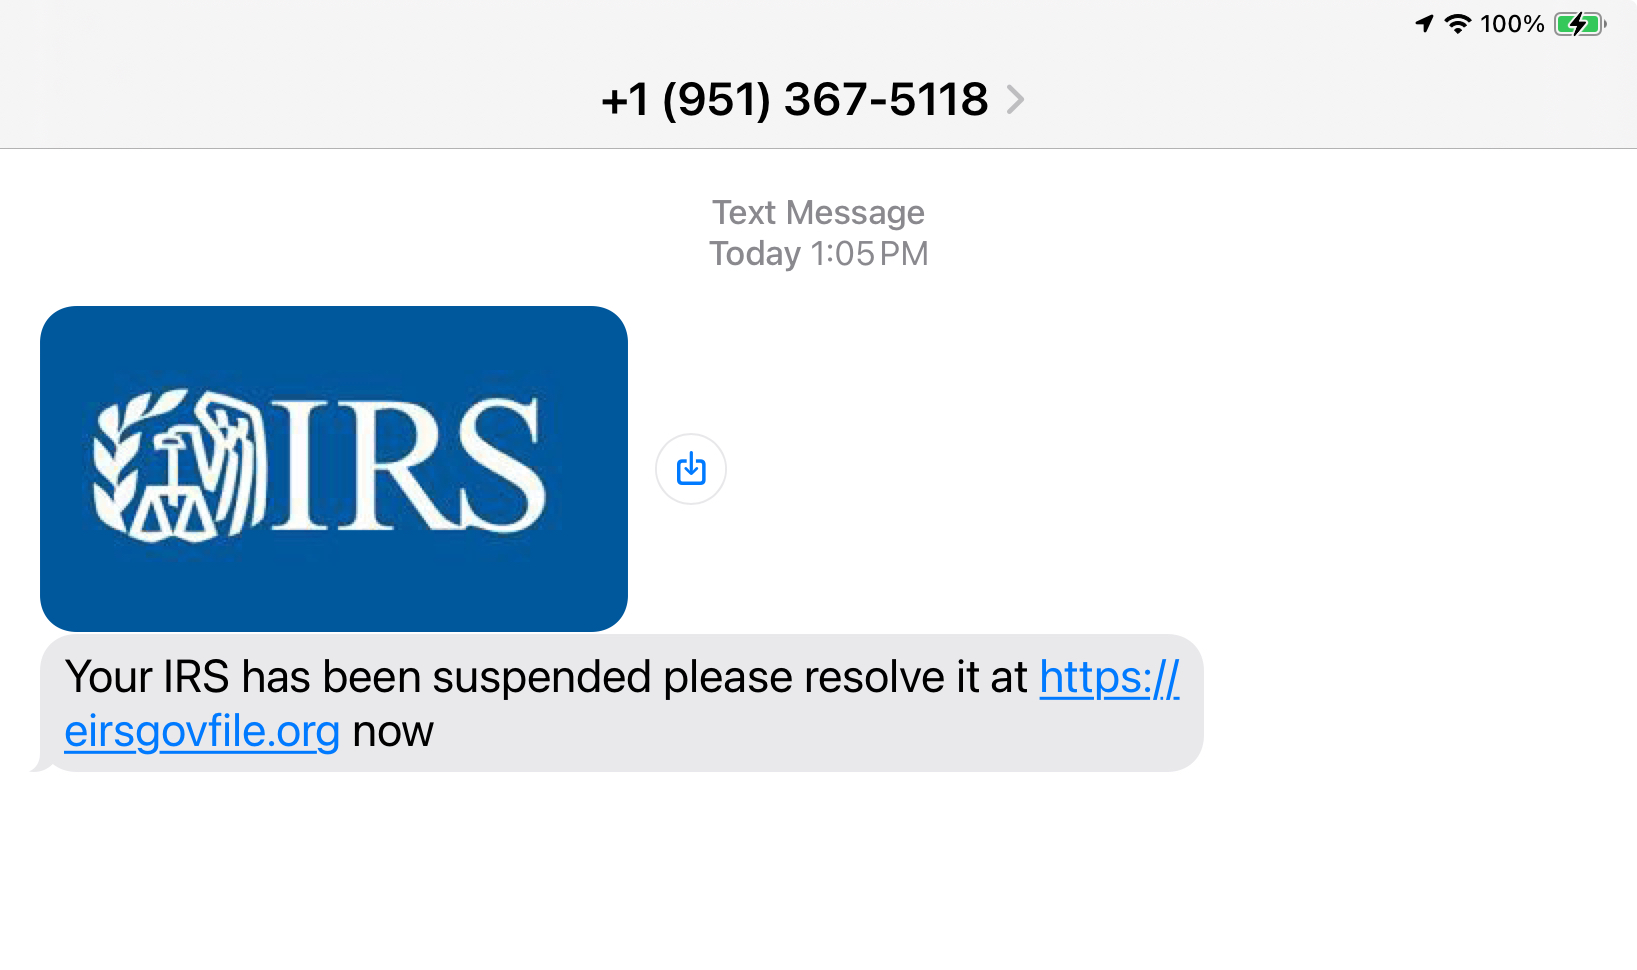 100%
+1 (951) 367-5118
Text Message
Today 1:05 PM
IRS
Your IRS has been suspended please resolve it at https://
eirsgovfile.org now